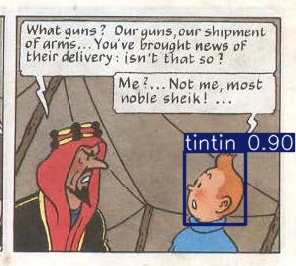 What guns? Our guns, our shipment
of arms... You've brought news of
their delivery: isn't that so?
Me?... Not me, most
noble sheik! ...
tintin 0.90